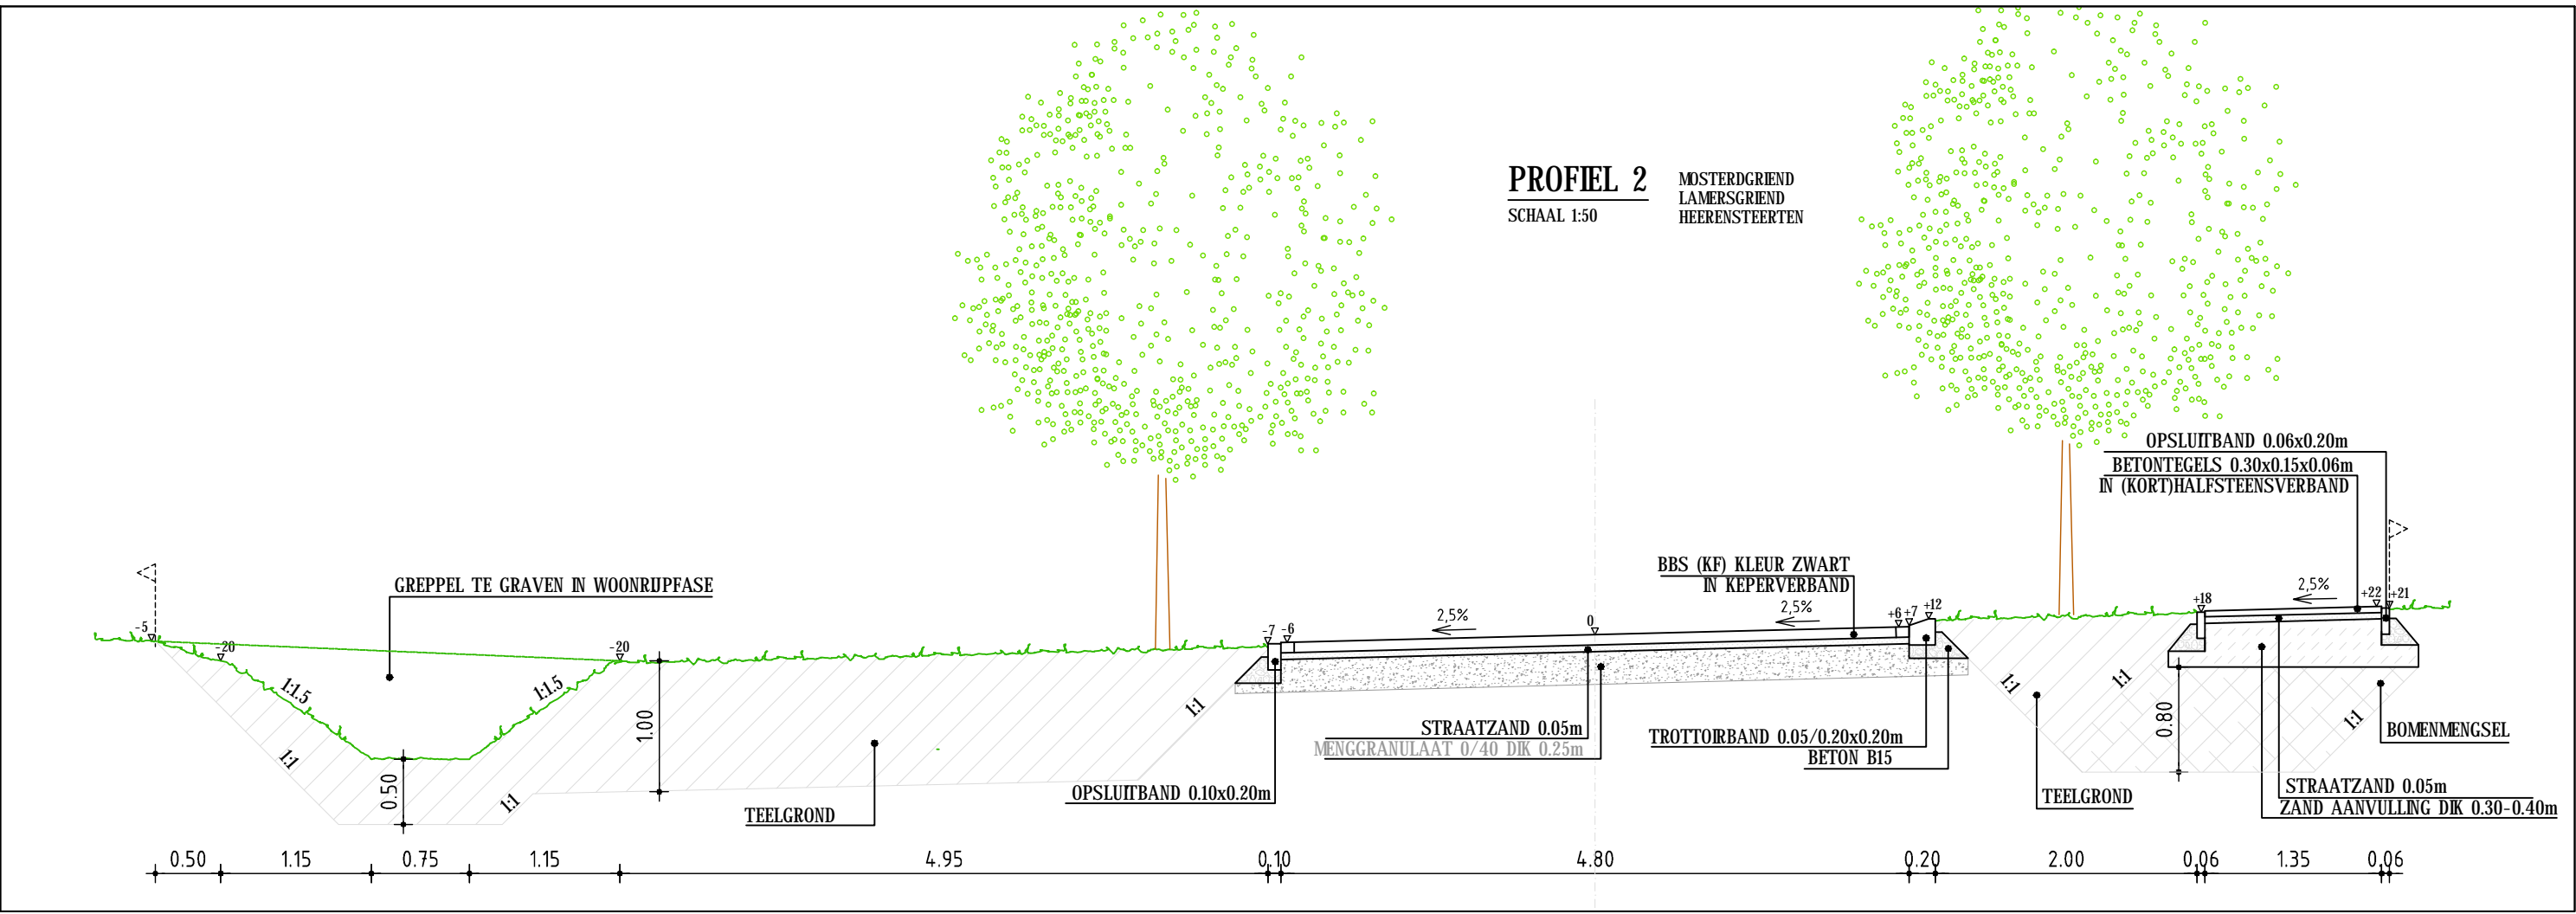 PROFIEL 2
SCHAAL 1:50
MOSTERDGRIEND
LAMERSGRIEND
HEERENSTEERTEN
OPSLUITBAND 0.06x0.20m
BETONTEGELS 0.30x0.15x0.06m
IN (KORT)HALFSTEENSVERBAND
BBS (KF) KLEUR ZWART
IN KEPERVERBAND
GREPPEL TE GRAVEN IN WOONRIJPFASE
-5
-20
-20
-7
-6
2,5%
0
2,5%
+6
+7
+12
+18
2,5%
+22
+21
1:1.5
1:1.5
1:1
1:1
1:1
1:1
1:1
1:1
0.50
1.00
0.80
STRAATZAND 0.05m
MENGGRANULAAT 0/40 DIK 0.25m
OPSLUITBAND 0.10x0.20m
TEELGROND
TROTTOIRBAND 0.05/0.20x0.20m
BETON B15
TEELGROND
BOMENMENGSEL
STRAATZAND 0.05m
ZAND AANVULLING DIK 0.30-0.40m
0.50 1.15 0.75 1.15 4.95 0.10 4.80 0.20 2.00 0.06 1.35 0.06